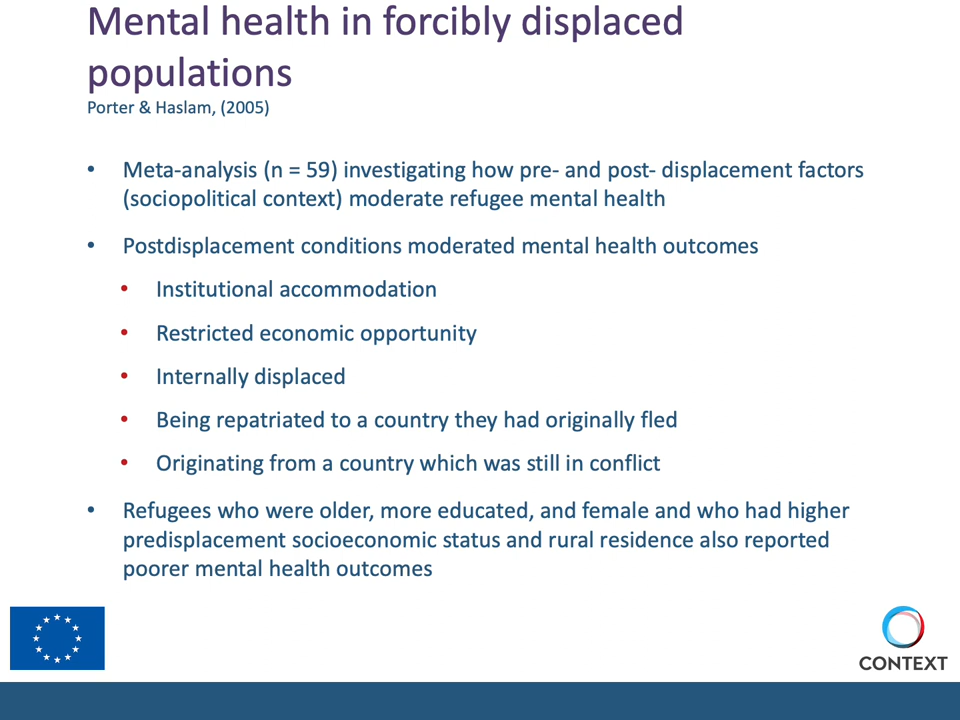 Mental health in forcibly displaced
populations
Porter & Haslam, (2005)
• Meta-analysis (n = 59) investigating how pre- and post- displacement factors
(sociopolitical context) moderate refugee mental health
• Postdisplacement conditions moderated mental health outcomes
• Institutional accommodation
• Restricted economic opportunity
• Internally displaced
• Being repatriated to a country they had originally fled
• Originating from a country which was still in conflict
• Refugees who were older, more educated, and female and who had higher
predisplacement socioeconomic status and rural residence also reported
poorer mental health outcomes
CONTEXT